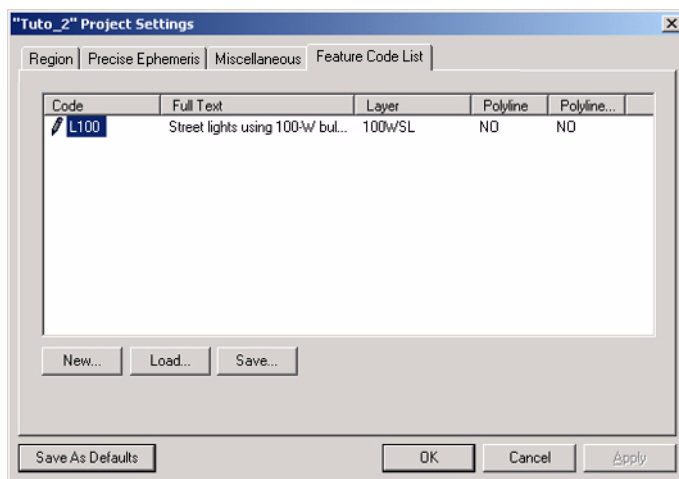 "Tuto_2" Project Settings
Region Precise Ephemeris Miscellaneous Feature Code List
Code Full Text Layer Polyline Polyline...
L100 Street lights using 100-W bul... 100WSL NO NO
New... Load... Save...
Save As Defaults OK Cancel Apply